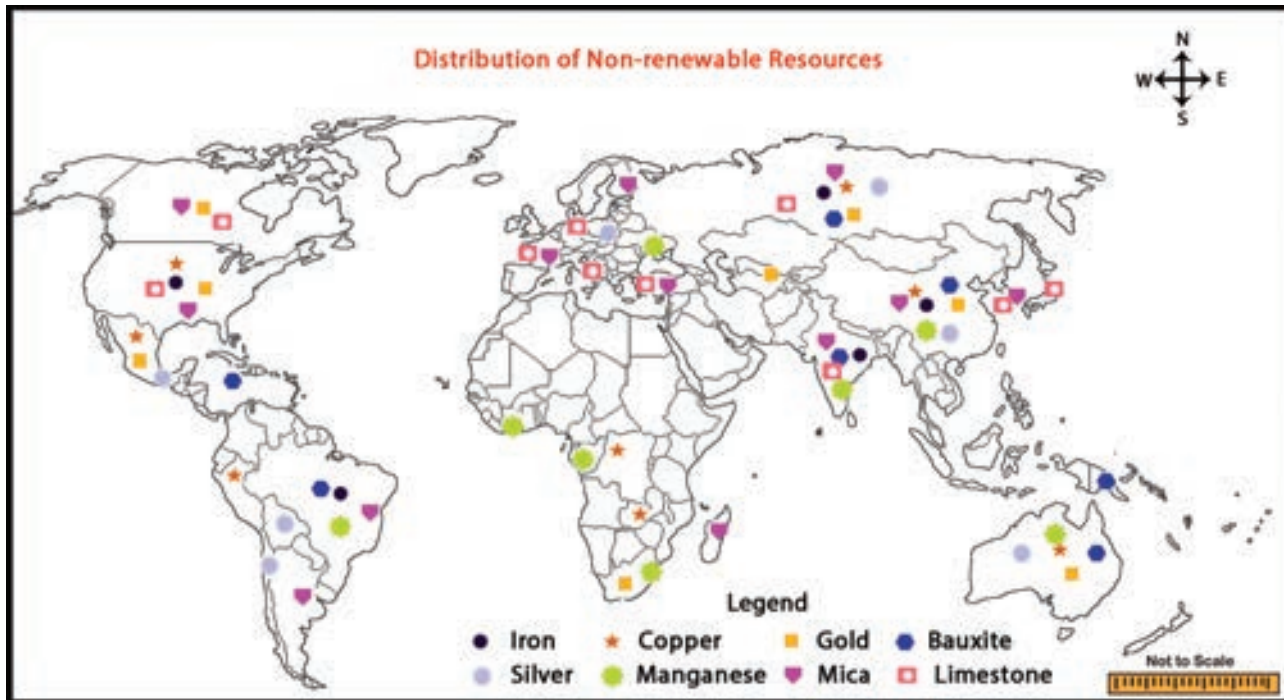 Distribution of Non-renewable Resources
N
W E
S
Legend
Iron Copper Gold Bauxite
Silver Manganese Mica Limestone
Not to Scale